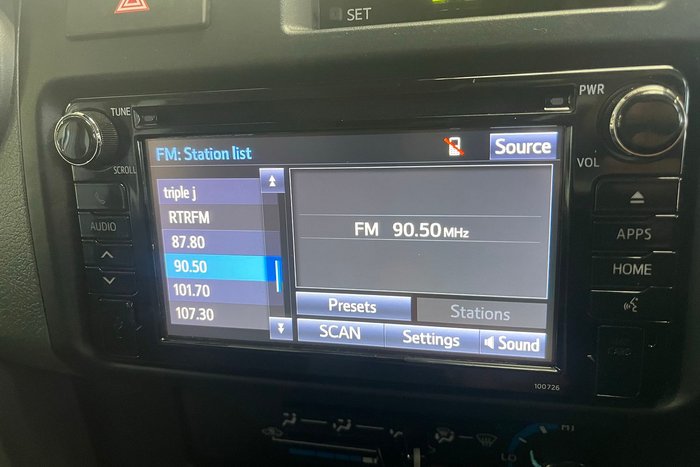 SET
TUNE
PWR
FM: Station list
Source
SCROLL
VOL
triple j
RTRFM
87.80
90.50
101.70
107.30
FM 90.50 MHz
AUDIO
APPS
HOME
Presets
Stations
SCAN
Settings
Sound
100726